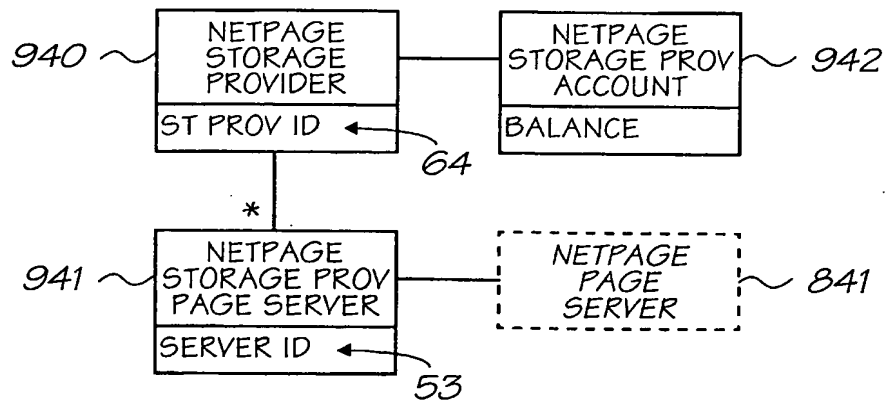 940
NETPAGE
STORAGE
PROVIDER
ST PROV ID
64
NETPAGE
STORAGE PROV
ACCOUNT
BALANCE
942
*
941
NETPAGE
STORAGE PROV
PAGE SERVER
SERVER ID
53
NETPAGE
PAGE
SERVER
841